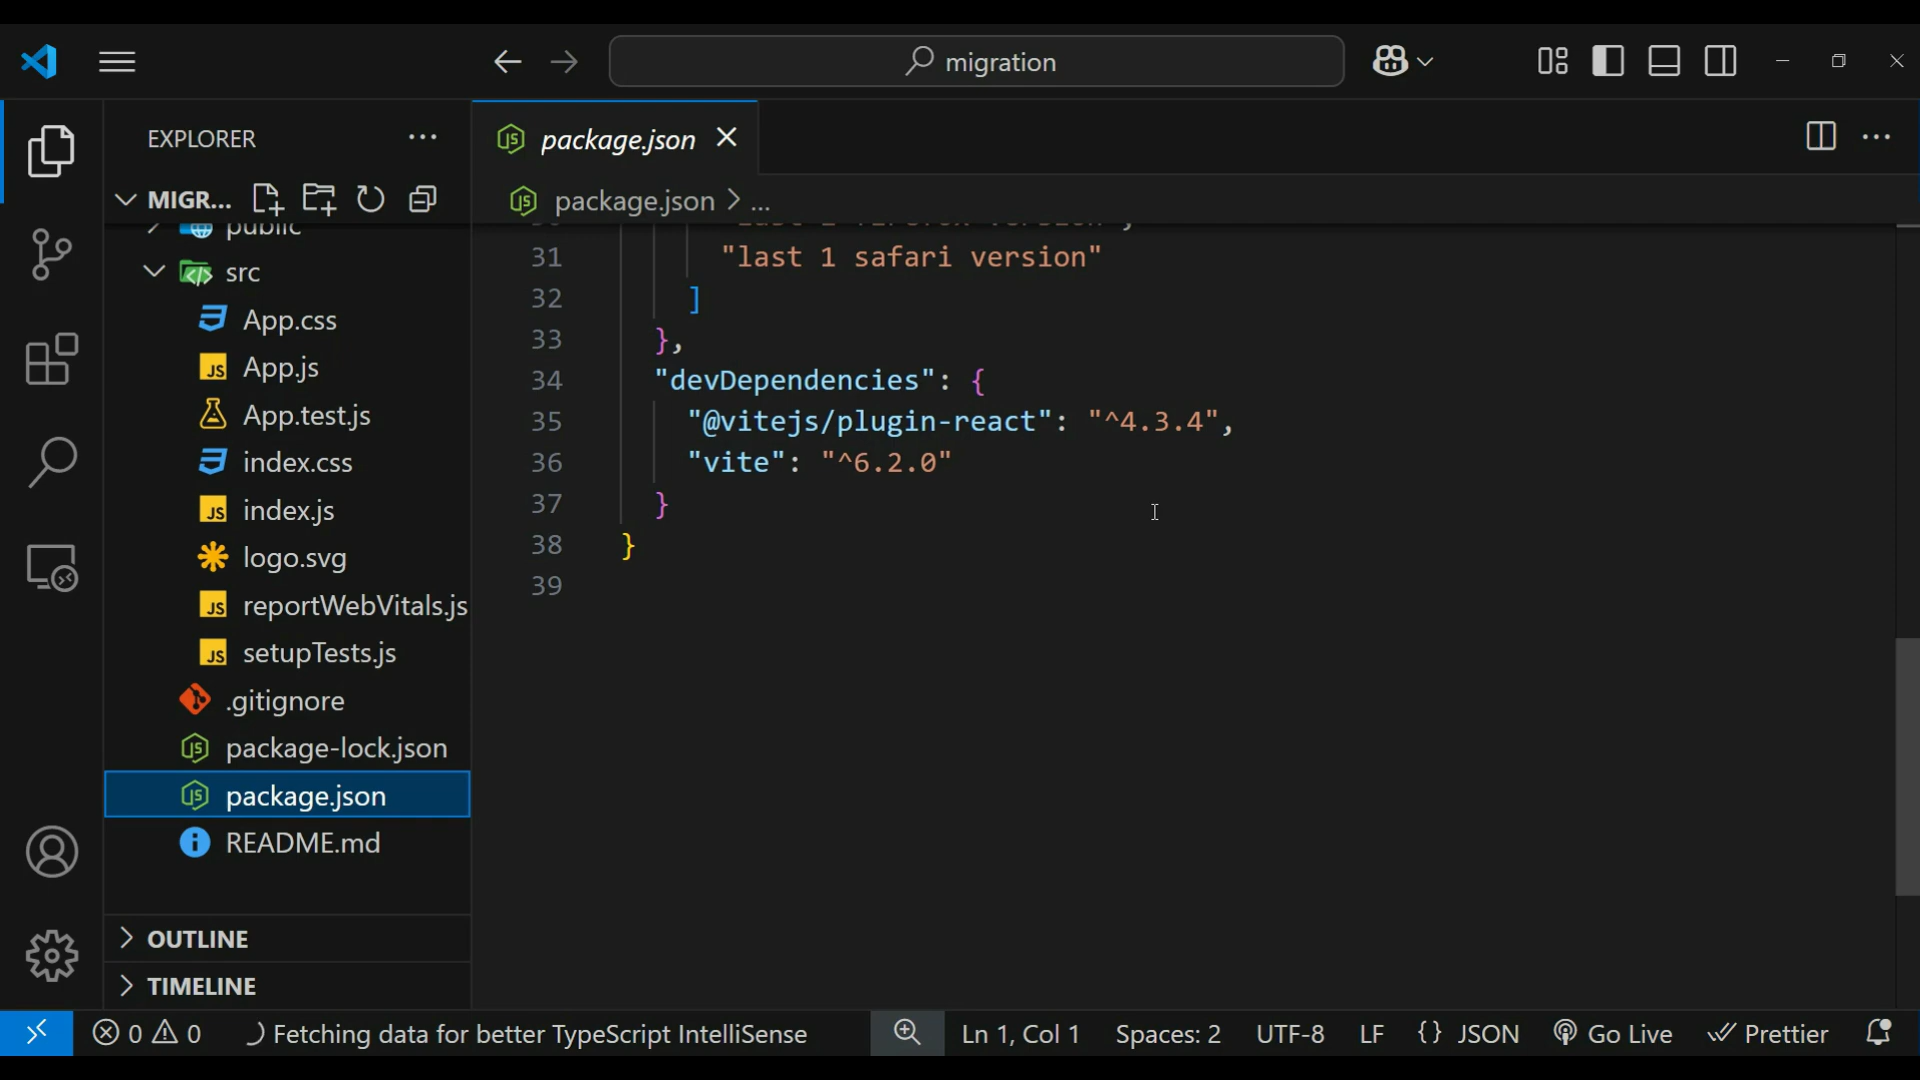 migration
EXPLORER
package.json
MIGR...
package.json > ...
public
src
App.css
App.js
App.test.js
index.css
index.js
logo.svg
reportWebVitals.js
setupTests.js
.gitignore
package-lock.json
package.json
README.md
OUTLINE
TIMELINE
31 "last 1 safari version"
32 ]
33 },
34 "devDependencies": {
35 "@vitejs/plugin-react": "^4.3.4",
36 "vite": "^6.2.0"
37 }
38 }
39
0 0 Fetching data for better TypeScript IntelliSense Ln 1, Col 1 Spaces: 2 UTF-8 LF {} JSON Go Live Prettier